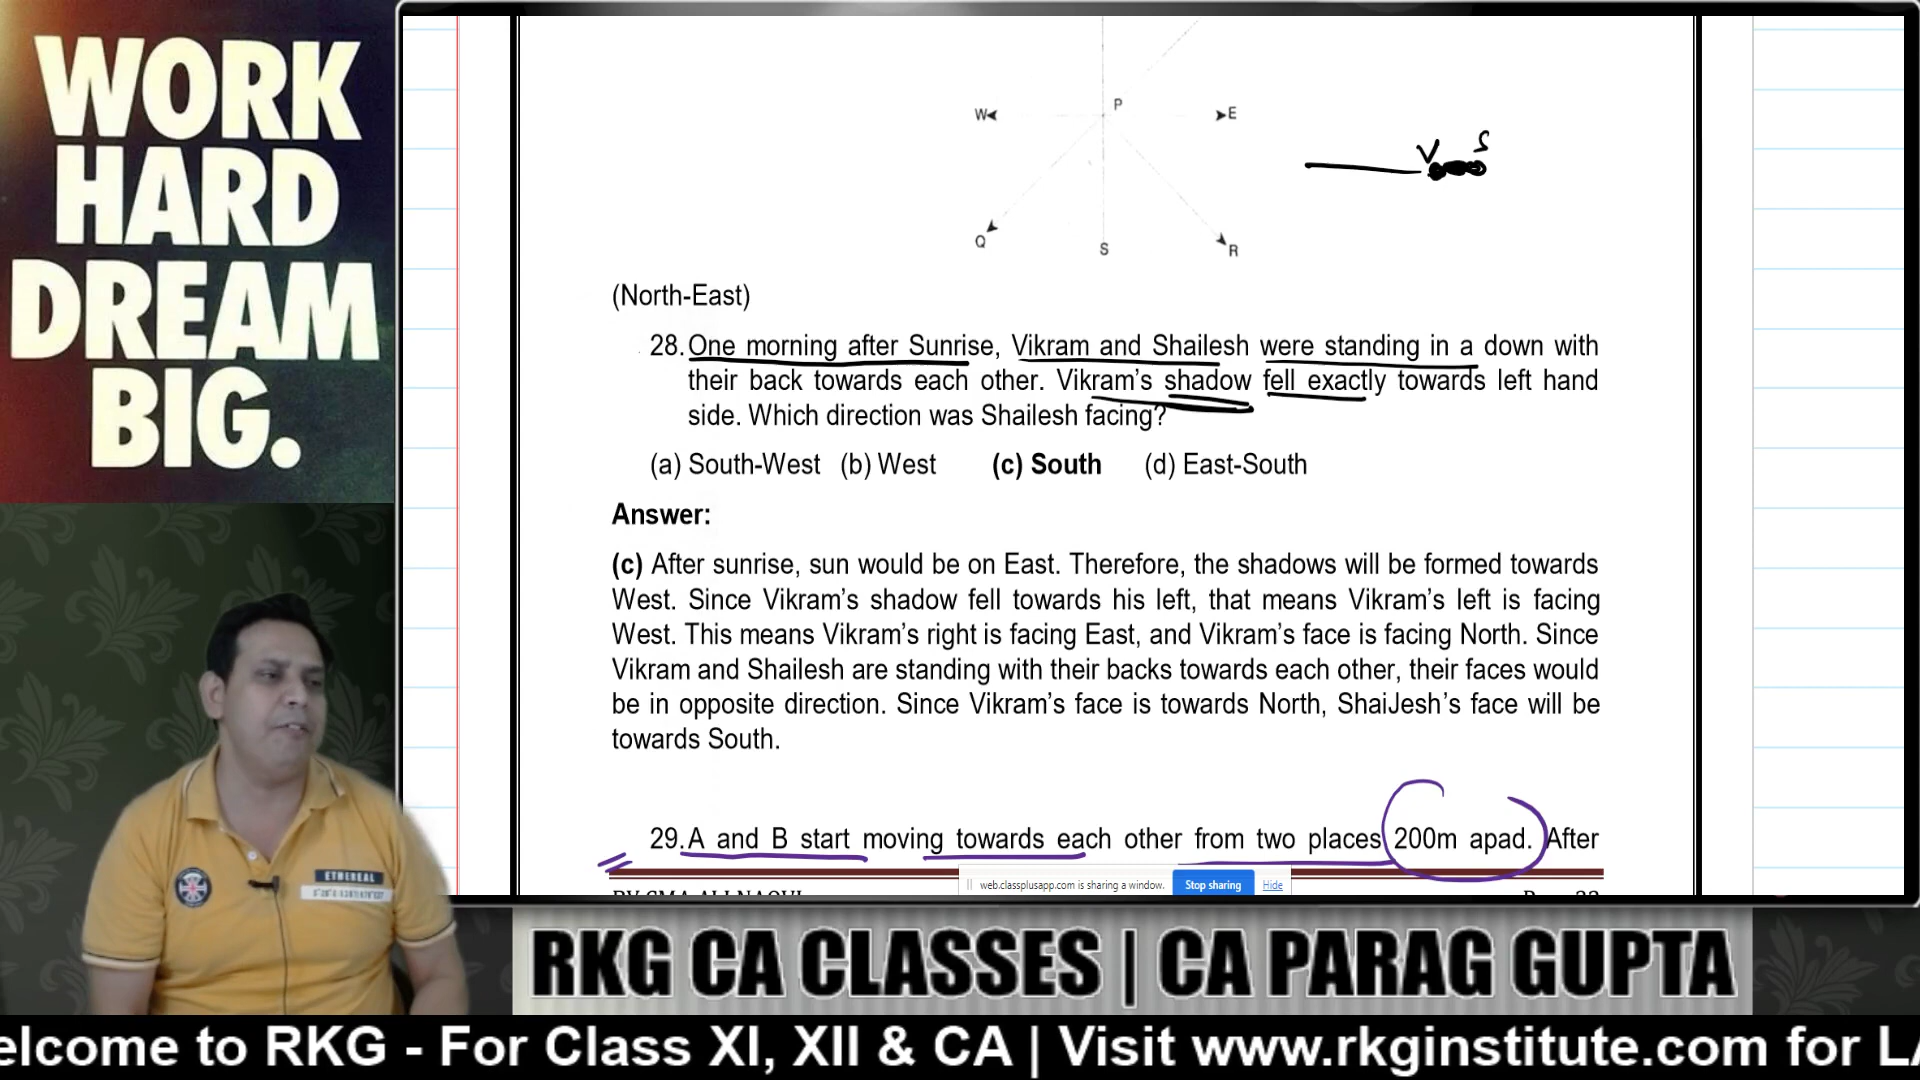 WORK
HARD
DREAM
BIG.
P
W
E
V S
Q
S
R
(North-East)
28. One morning after Sunrise, Vikram and Shailesh were standing in a down with
their back towards each other. Vikram’s shadow fell exactly towards left hand
side. Which direction was Shailesh facing?
(a) South-West (b) West (c) South (d) East-South
Answer:
(c) After sunrise, sun would be on East. Therefore, the shadows will be formed towards
West. Since Vikram’s shadow fell towards his left, that means Vikram’s left is facing
West. This means Vikram’s right is facing East, and Vikram’s face is facing North. Since
Vikram and Shailesh are standing with their backs towards each other, their faces would
be in opposite direction. Since Vikram’s face is towards North, ShaiJesh’s face will be
towards South.
29. A and B start moving towards each other from two places 200m apad. After
web.classplusapp.com is sharing a window. Stop sharing Hide
ETHEREAL
RKG CA CLASSES | CA PARAG GUPTA
elcome to RKG - For Class XI, XII & CA | Visit www.rkginstitute.com for LA